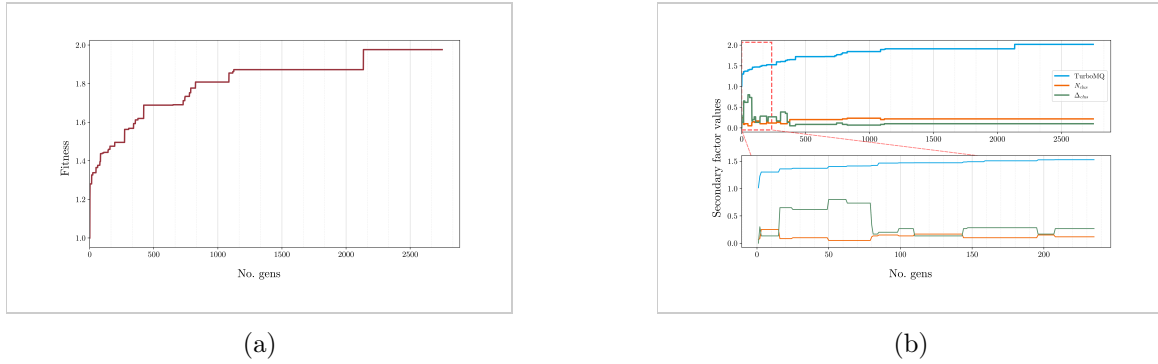 2.0
1.8
1.6
1.4
1.2
1.0
Fitness
0 500 1000 1500 2000 2500
No. gens
(a)
2.0
1.5
1.0
0.5
0.0
TurboMQ
N_clus
Δ_clus
0 500 1000 1500 2000 2500
Secondary factor values
1.5
1.0
0.5
0.0
0 50 100 150 200
No. gens
(b)